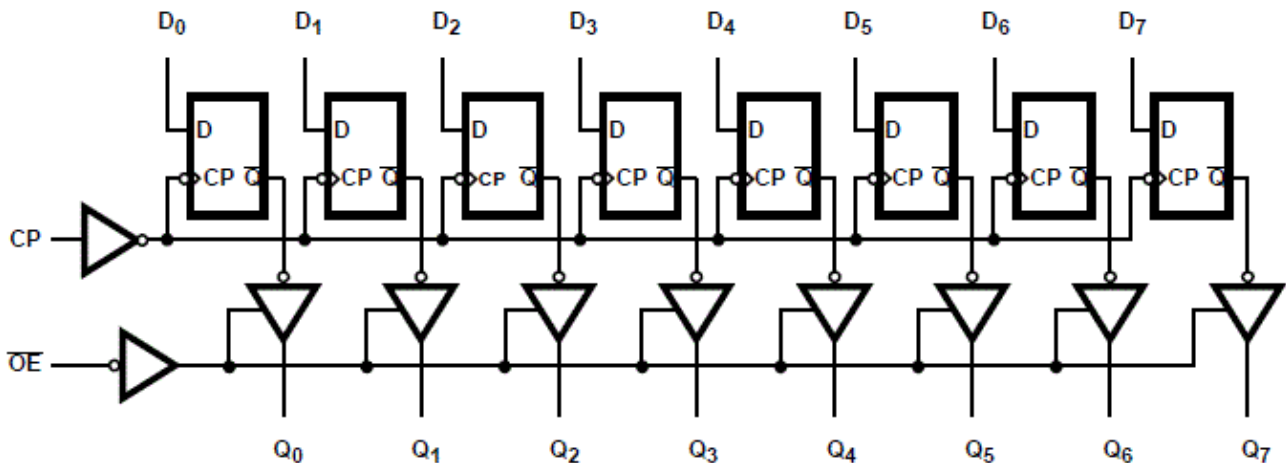 D0 D1 D2 D3 D4 D5 D6 D7
D D D D D D D D
CP Q̅ CP Q̅ CP Q̅ CP Q̅ CP Q̅ CP Q̅ CP Q̅ CP Q̅
CP
O̅E̅
Q0 Q1 Q2 Q3 Q4 Q5 Q6 Q7